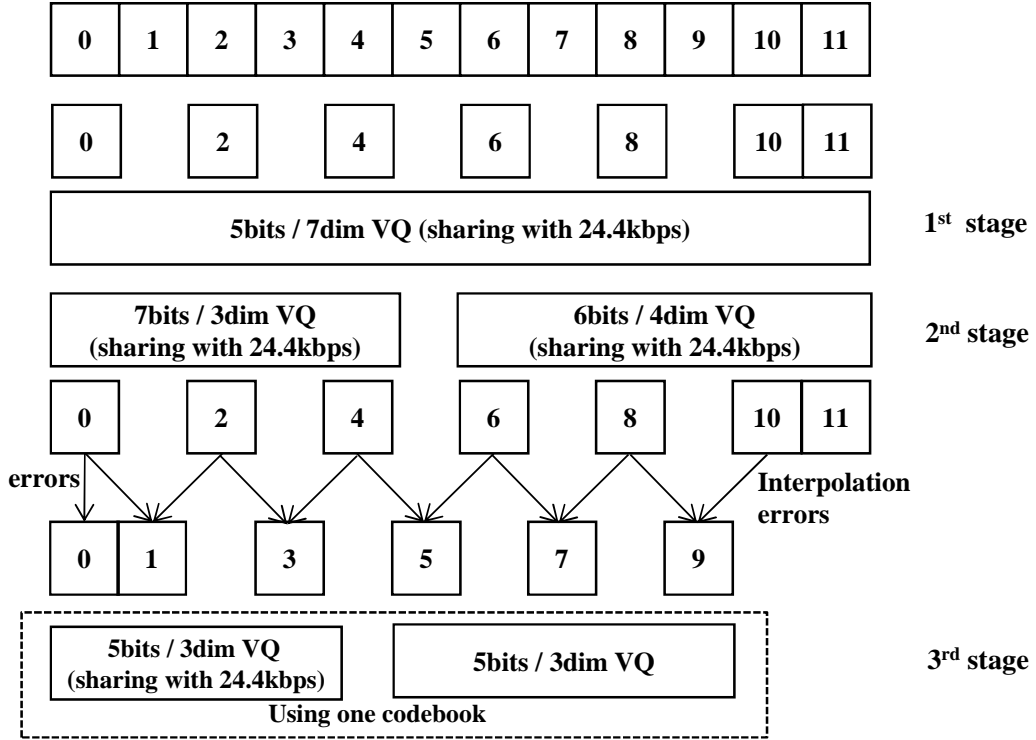 0 1 2 3 4 5 6 7 8 9 10 11
0 2 4 6 8 10 11
5bits / 7dim VQ (sharing with 24.4kbps)
1st stage
7bits / 3dim VQ
(sharing with 24.4kbps)
6bits / 4dim VQ
(sharing with 24.4kbps)
2nd stage
0 2 4 6 8 10 11
errors
Interpolation
errors
0 1 3 5 7 9
5bits / 3dim VQ
(sharing with 24.4kbps)
5bits / 3dim VQ
3rd stage
Using one codebook